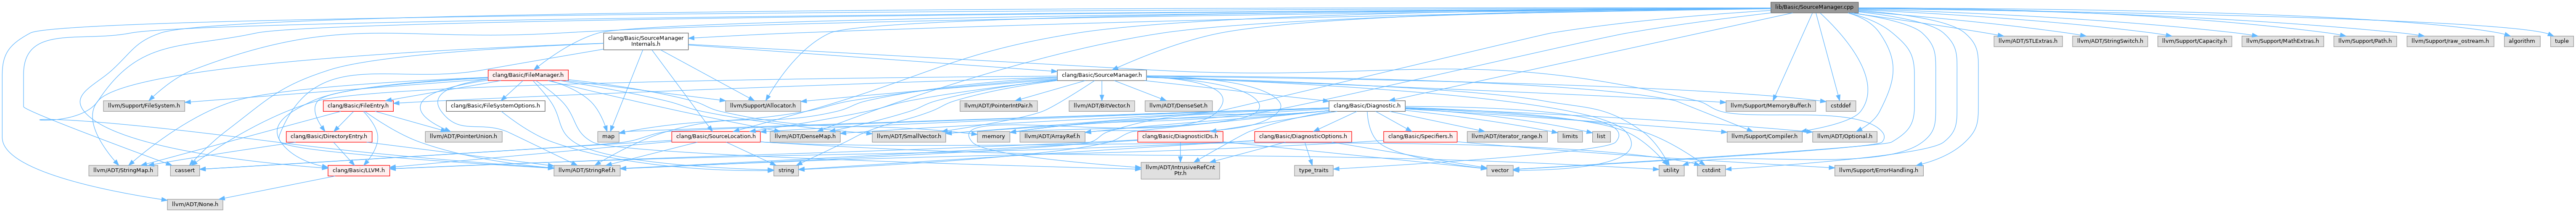 lib/Basic/SourceManager.cpp
clang/Basic/SourceManager
Internals.h
llvm/ADT/STLExtras.h
llvm/ADT/StringSwitch.h
llvm/Support/Capacity.h
llvm/Support/MathExtras.h
llvm/Support/Path.h
llvm/Support/raw_ostream.h
algorithm
tuple
clang/Basic/FileManager.h
clang/Basic/SourceManager.h
llvm/Support/FileSystem.h
clang/Basic/FileEntry.h
clang/Basic/FileSystemOptions.h
llvm/Support/Allocator.h
llvm/ADT/PointerIntPair.h
llvm/ADT/BitVector.h
llvm/ADT/DenseSet.h
clang/Basic/Diagnostic.h
llvm/Support/MemoryBuffer.h
cstddef
clang/Basic/DirectoryEntry.h
llvm/ADT/PointerUnion.h
map
clang/Basic/SourceLocation.h
llvm/ADT/DenseMap.h
llvm/ADT/SmallVector.h
memory
llvm/ADT/ArrayRef.h
clang/Basic/DiagnosticIDs.h
clang/Basic/DiagnosticOptions.h
clang/Basic/Specifiers.h
llvm/ADT/iterator_range.h
limits
list
llvm/Support/Compiler.h
llvm/ADT/Optional.h
llvm/ADT/StringMap.h
cassert
clang/Basic/LLVM.h
llvm/ADT/StringRef.h
string
llvm/ADT/IntrusiveRefCnt
Ptr.h
type_traits
vector
utility
cstdint
llvm/Support/ErrorHandling.h
llvm/ADT/None.h